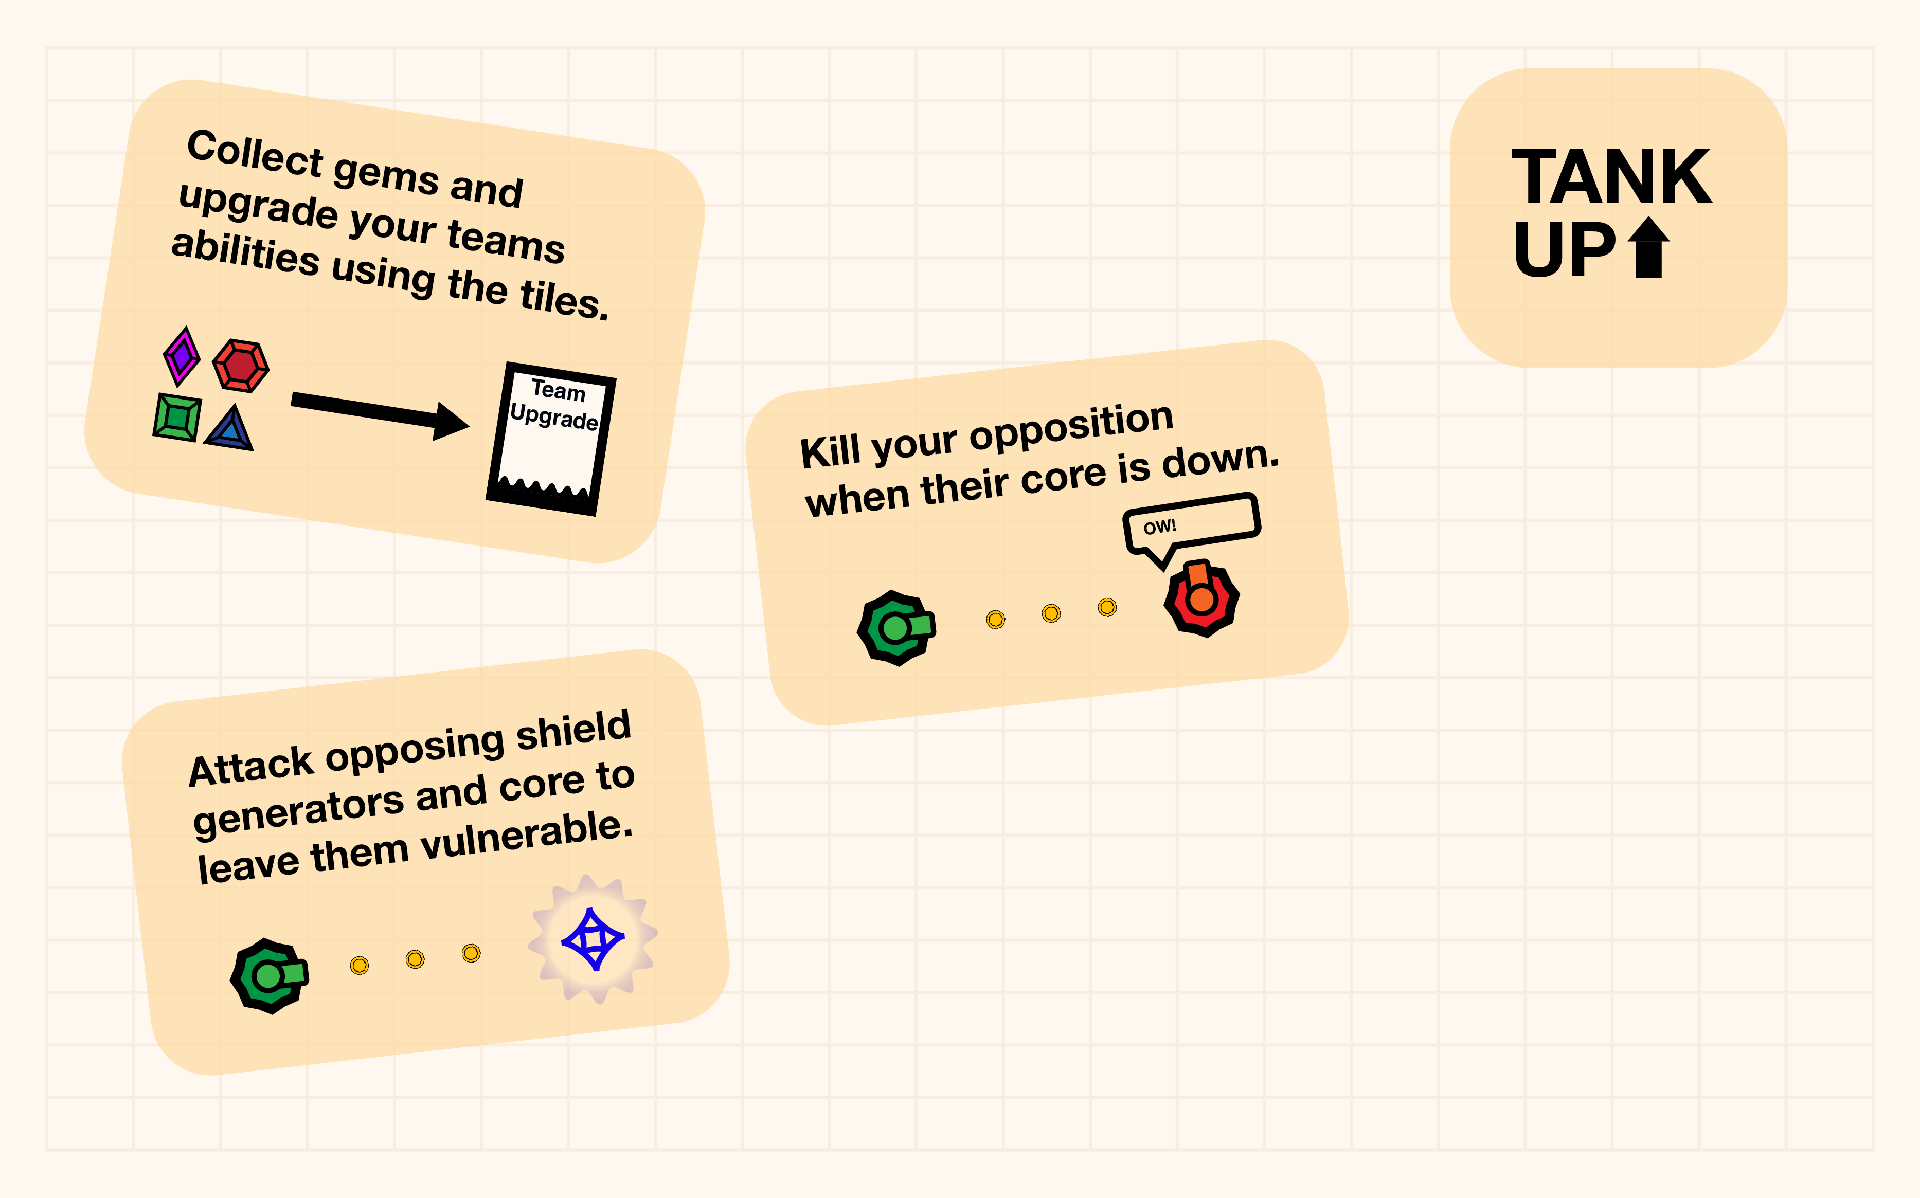 Collect gems and
upgrade your teams
abilities using the tiles.
Team
Upgrade
TANK
UP
Kill your opposition
when their core is down.
OW!
Attack opposing shield
generators and core to
leave them vulnerable.